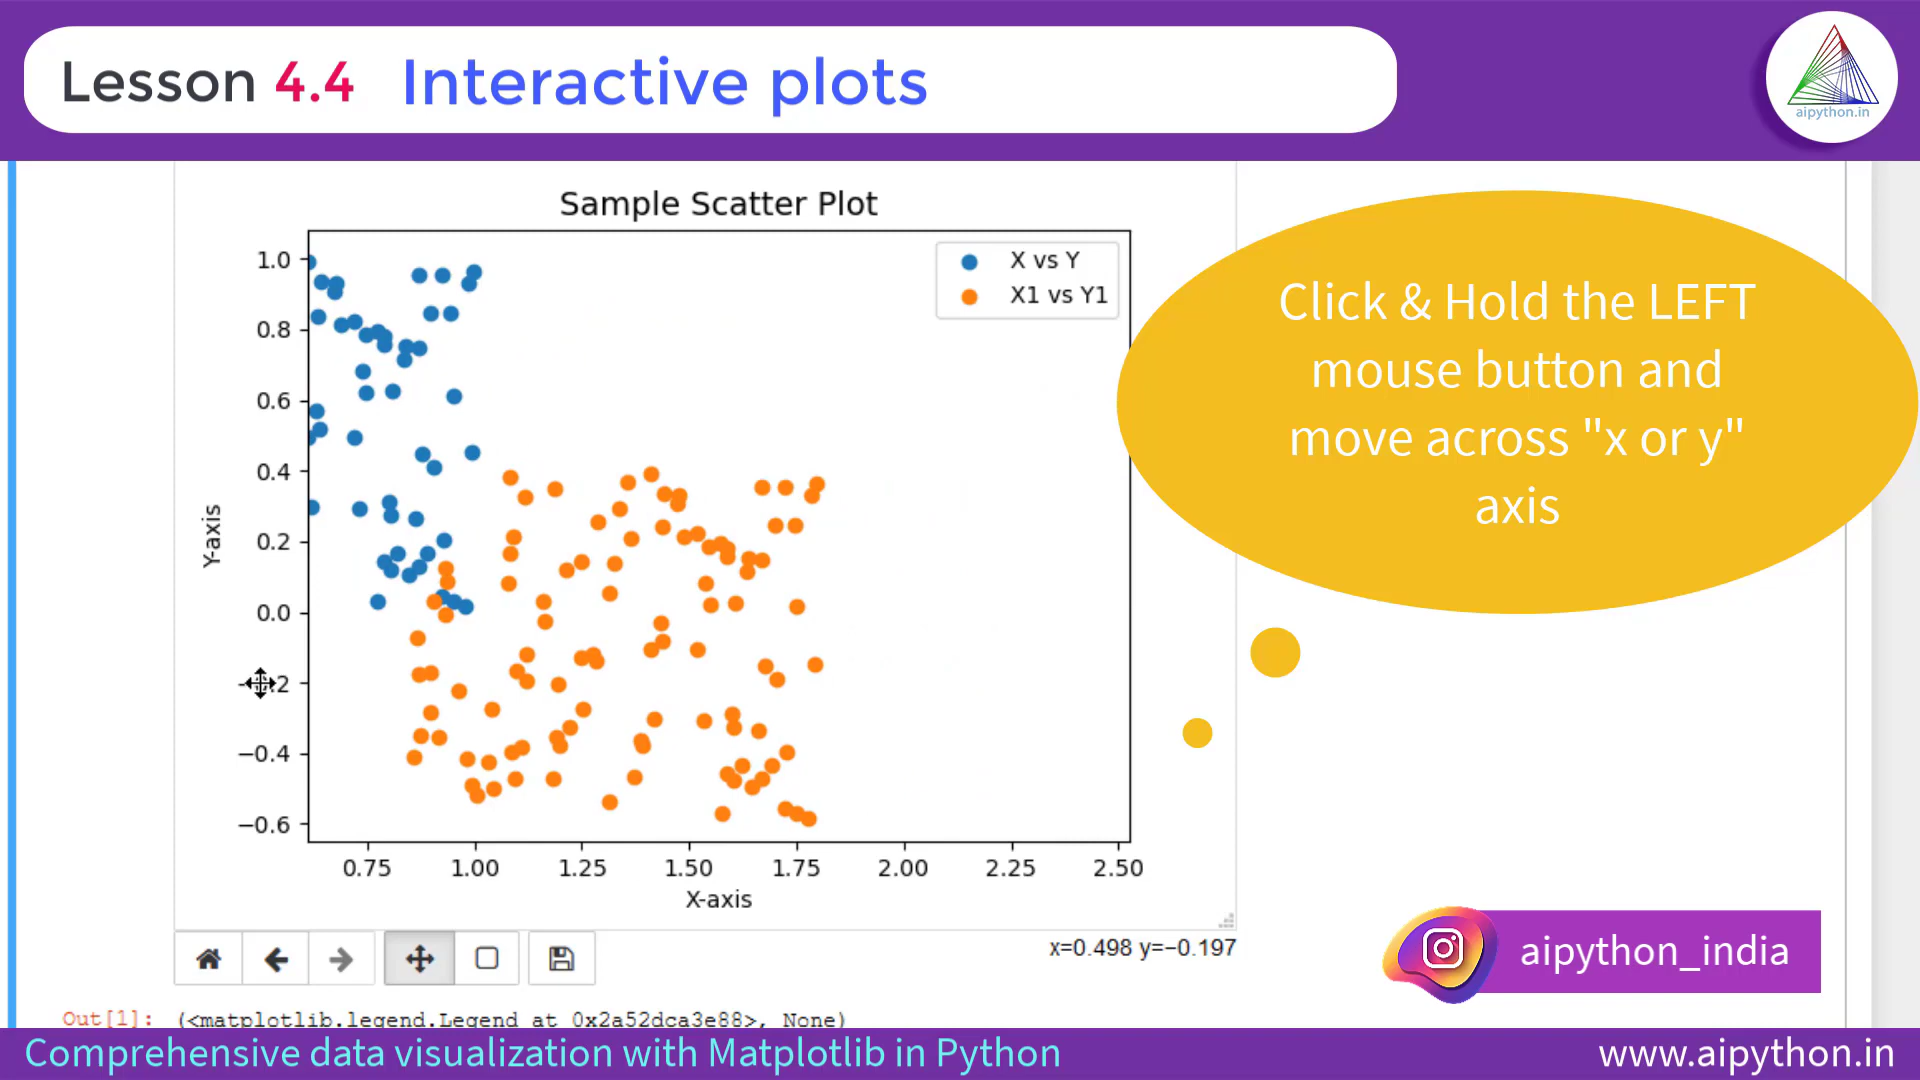 Lesson 4.4 Interactive plots
aipython.in
Sample Scatter Plot
X vs Y
X1 vs Y1
1.0
0.8
0.6
0.4
0.2
0.0
−0.4
−0.6
Y-axis
0.75 1.00 1.25 1.50 1.75 2.00 2.25 2.50
X-axis
Click & Hold the LEFT
mouse button and
move across "x or y"
axis
x=0.498 y=−0.197
aipython_india
Out[1]: (<matplotlib.legend.Legend at 0x2a52dca3e88>, None)
Comprehensive data visualization with Matplotlib in Python
www.aipython.in